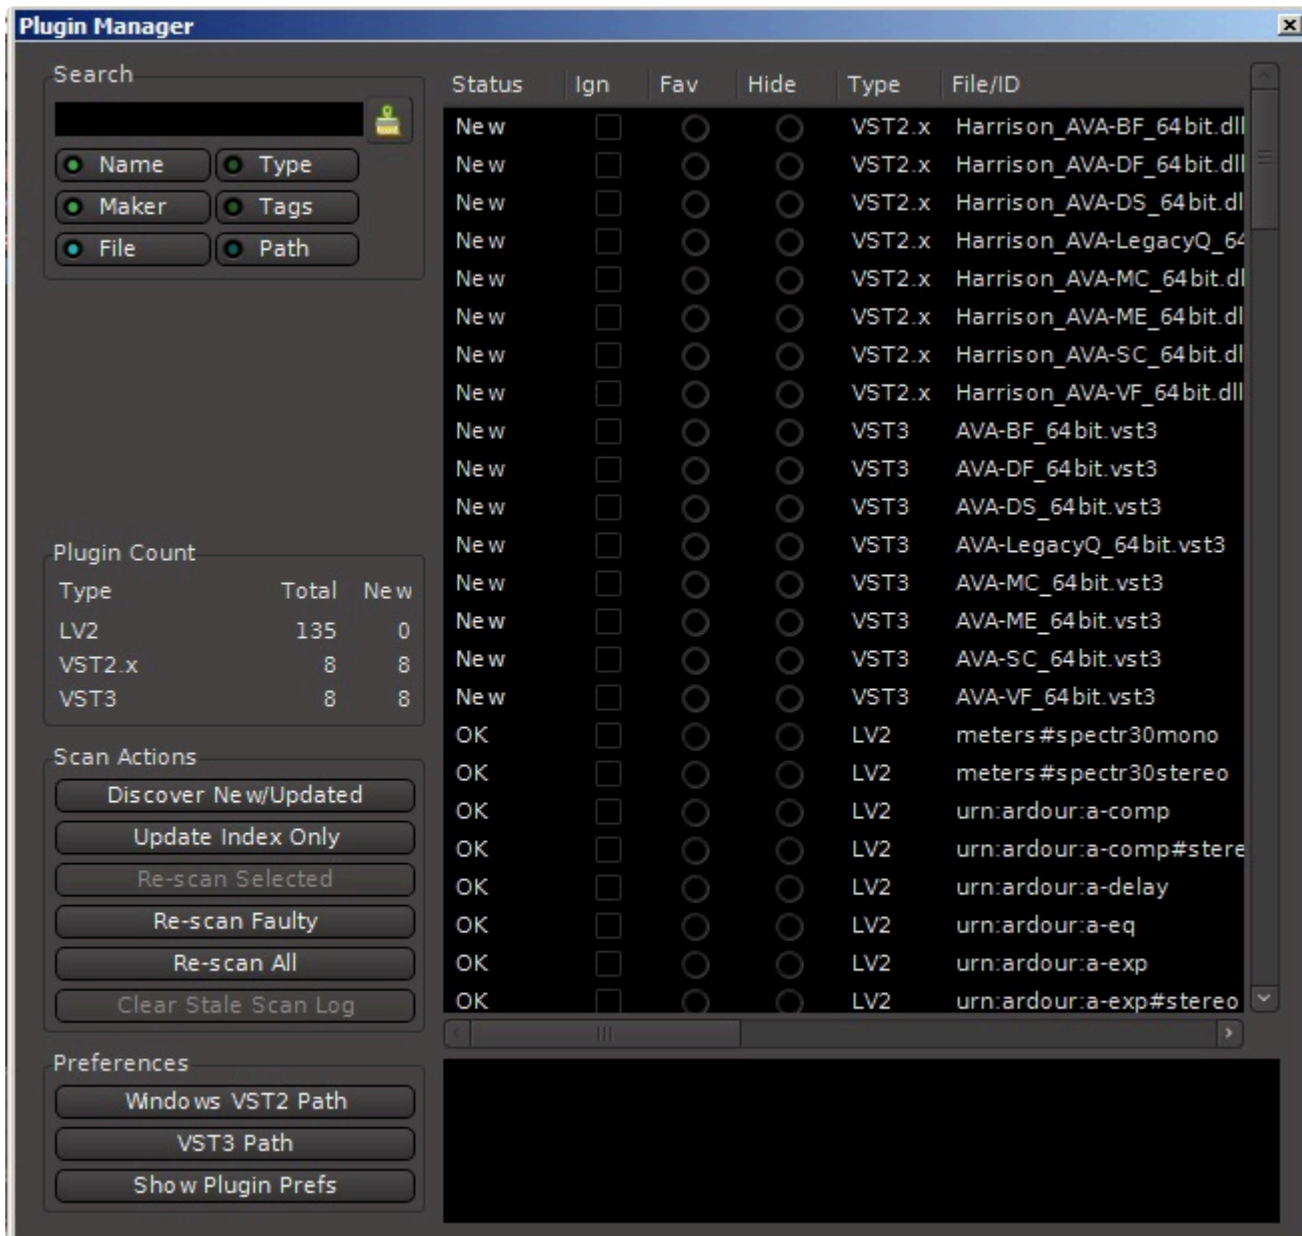 Plugin Manager
Search
Name Type
Maker Tags
File Path
Plugin Count
Type Total New
LV2 135 0
VST2.x 8 8
VST3 8 8
Scan Actions
Discover New/Updated
Update Index Only
Re-scan Selected
Re-scan Faulty
Re-scan All
Clear Stale Scan Log
Preferences
Windows VST2 Path
VST3 Path
Show Plugin Prefs
Status Ign Fav Hide Type File/ID
New VST2.x Harrison_AVA-BF_64bit.dll
New VST2.x Harrison_AVA-DF_64bit.dll
New VST2.x Harrison_AVA-DS_64bit.dl
New VST2.x Harrison_AVA-LegacyQ_64
New VST2.x Harrison_AVA-MC_64bit.dl
New VST2.x Harrison_AVA-ME_64bit.dl
New VST2.x Harrison_AVA-SC_64bit.dl
New VST2.x Harrison_AVA-VF_64bit.dll
New VST3 AVA-BF_64bit.vst3
New VST3 AVA-DF_64bit.vst3
New VST3 AVA-DS_64bit.vst3
New VST3 AVA-LegacyQ_64bit.vst3
New VST3 AVA-MC_64bit.vst3
New VST3 AVA-ME_64bit.vst3
New VST3 AVA-SC_64bit.vst3
New VST3 AVA-VF_64bit.vst3
OK LV2 meters#spectr30mono
OK LV2 meters#spectr30stereo
OK LV2 urn:ardour:a-comp
OK LV2 urn:ardour:a-comp#stere
OK LV2 urn:ardour:a-delay
OK LV2 urn:ardour:a-eq
OK LV2 urn:ardour:a-exp
OK LV2 urn:ardour:a-exp#stereo